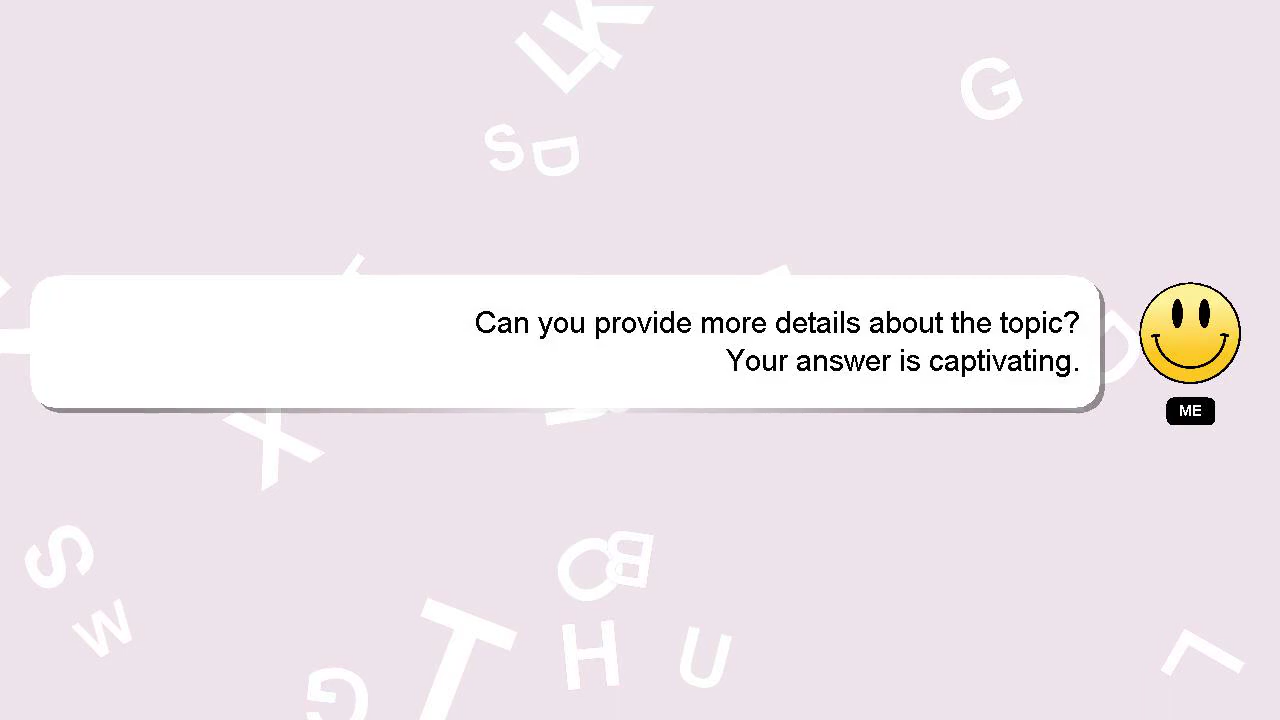 Can you provide more details about the topic?
Your answer is captivating.
ME